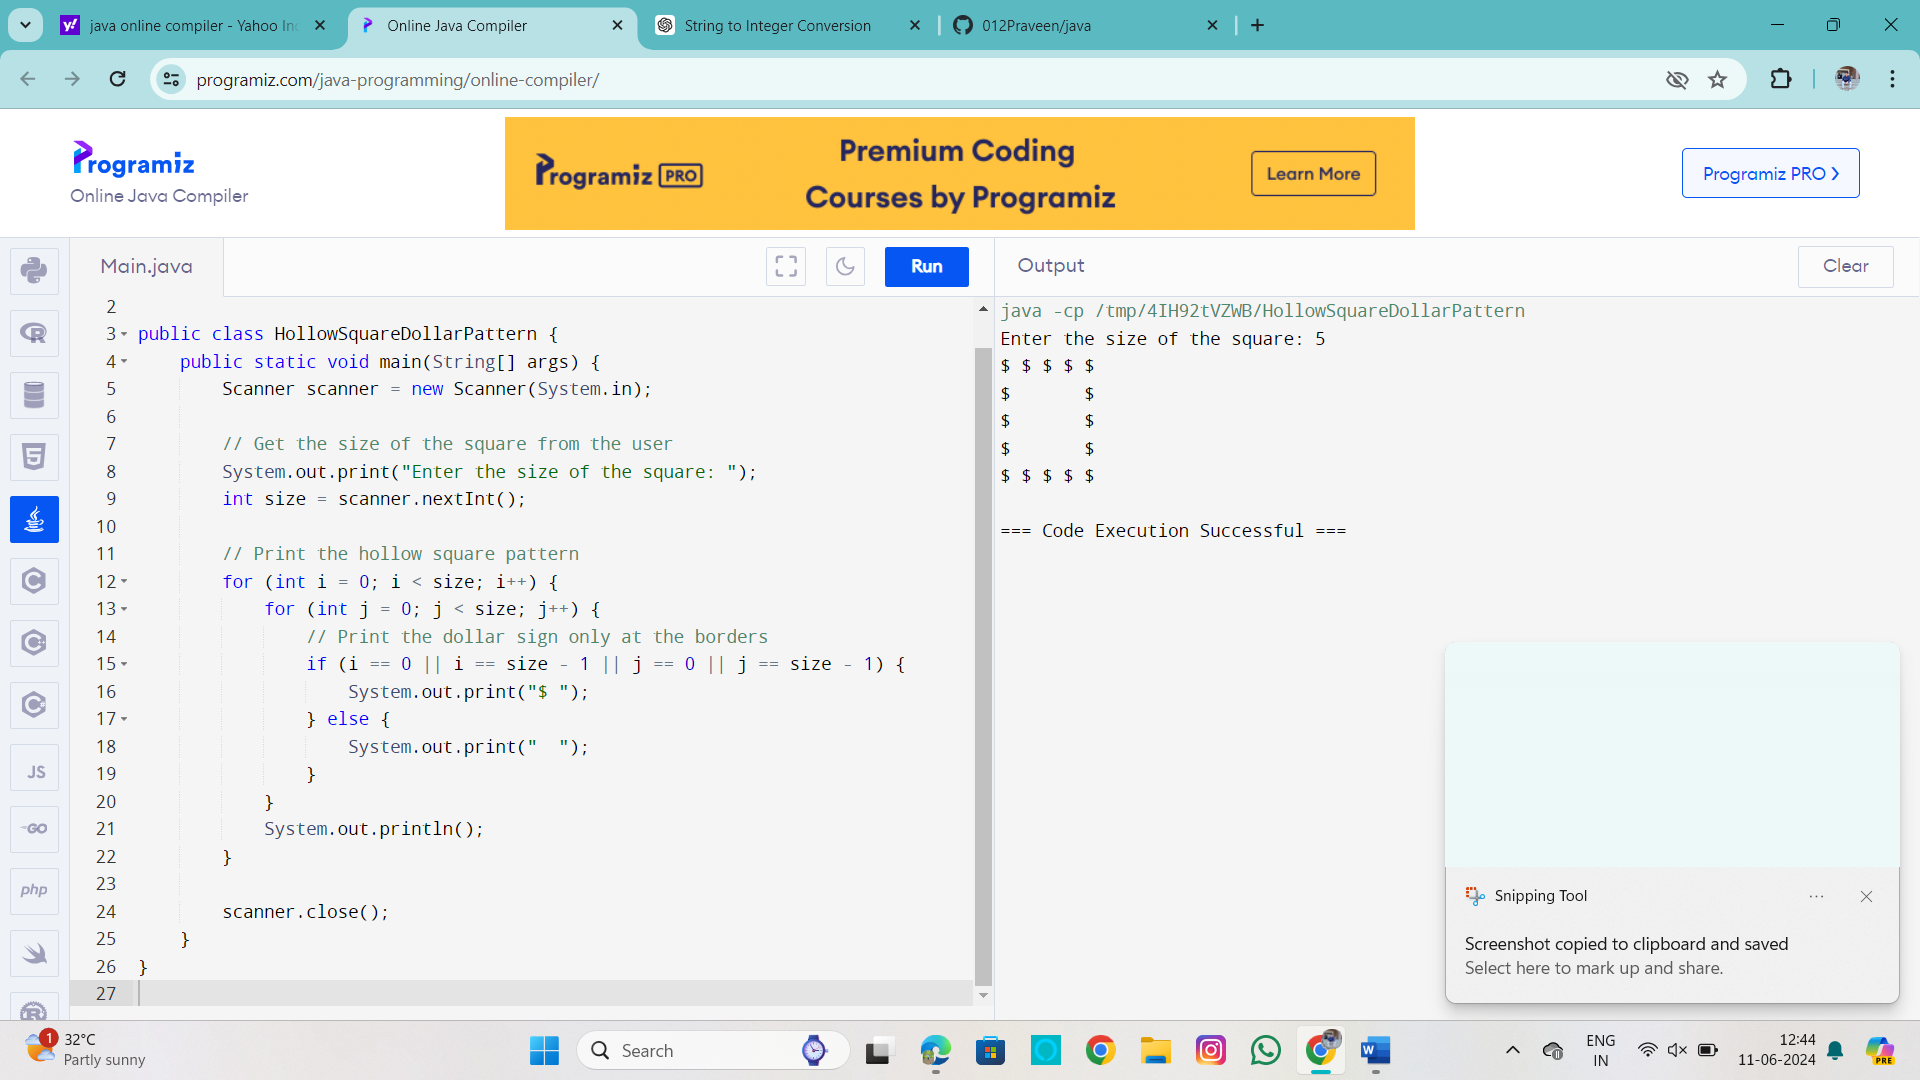 java online compiler - Yahoo In
Online Java Compiler
String to Integer Conversion
012Praveen/java
programiz.com/java-programming/online-compiler/
Programiz
Online Java Compiler
Programiz PRO
Premium Coding
Courses by Programiz
Learn More
Programiz PRO
Main.java
Run
Output
Clear
2
3 public class HollowSquareDollarPattern {
4 public static void main(String[] args) {
5 Scanner scanner = new Scanner(System.in);
6
7 // Get the size of the square from the user
8 System.out.print("Enter the size of the square: ");
9 int size = scanner.nextInt();
10
11 // Print the hollow square pattern
12 for (int i = 0; i < size; i++) {
13 for (int j = 0; j < size; j++) {
14 // Print the dollar sign only at the borders
15 if (i == 0 || i == size - 1 || j == 0 || j == size - 1) {
16 System.out.print("$ ");
17 } else {
18 System.out.print("  ");
19 }
20 }
21 System.out.println();
22 }
23
24 scanner.close();
25 }
26 }
27
java -cp /tmp/4IH92tVZWB/HollowSquareDollarPattern
Enter the size of the square: 5
$ $ $ $ $
$       $
$       $
$       $
$ $ $ $ $
=== Code Execution Successful ===
JS
GO
php
Snipping Tool
Screenshot copied to clipboard and saved
Select here to mark up and share.
1
32°C
Partly sunny
Search
ENG
IN
12:44
11-06-2024
PRE